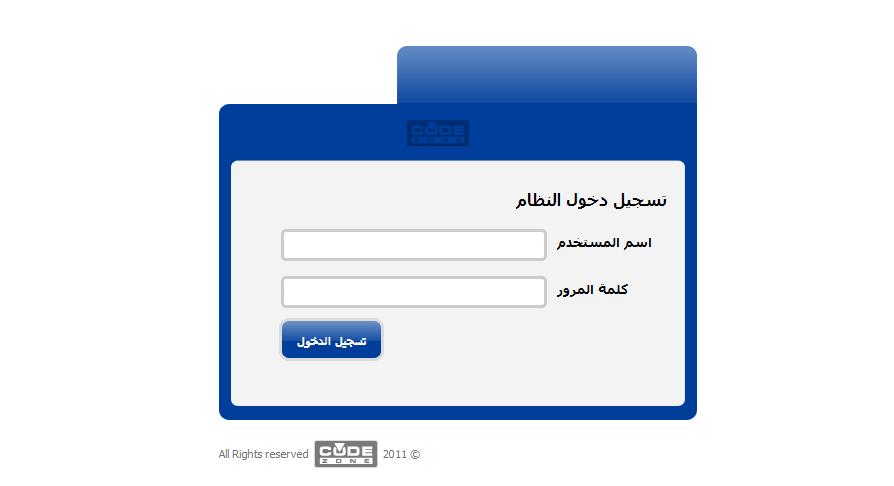 CODE ZONE
تسجيل دخول النظام
اسم المستخدم
كلمة المرور
تسجيل الدخول
All Rights reserved CODE ZONE 2011 ©